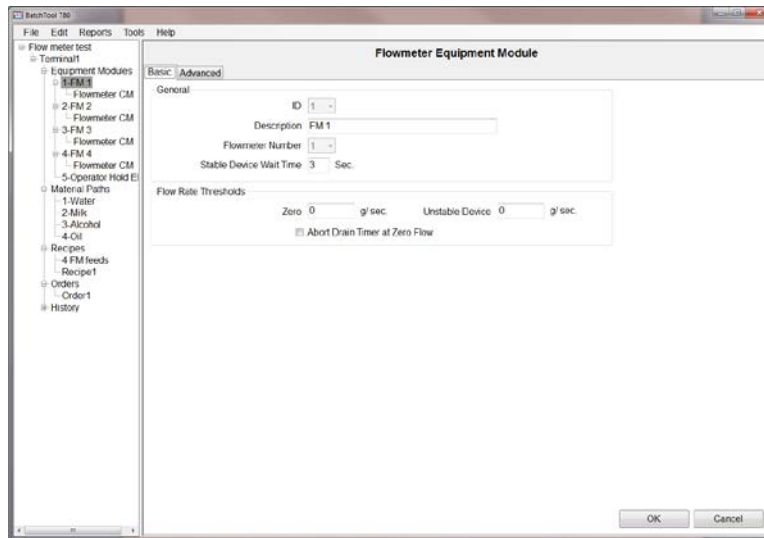 BatchTool 780
File Edit Reports Tools Help
Flow meter test
Terminal1
Equipment Modules
1-FM 1
Flowmeter CM
2-FM 2
Flowmeter CM
3-FM 3
Flowmeter CM
4-FM 4
Flowmeter CM
5-Operator Hold E
Material Paths
1-Water
2-Milk
3-Alcohol
4-Oil
Recipes
4 FM feeds
Recipe1
Orders
Order1
History
Flowmeter Equipment Module
Basic Advanced
General
ID 1
Description FM 1
Flowmeter Number 1
Stable Device Wait Time 3 Sec.
Flow Rate Thresholds
Zero 0 g/ sec. Unstable Device 0 g/ sec.
Abort Drain Timer at Zero Flow
OK Cancel